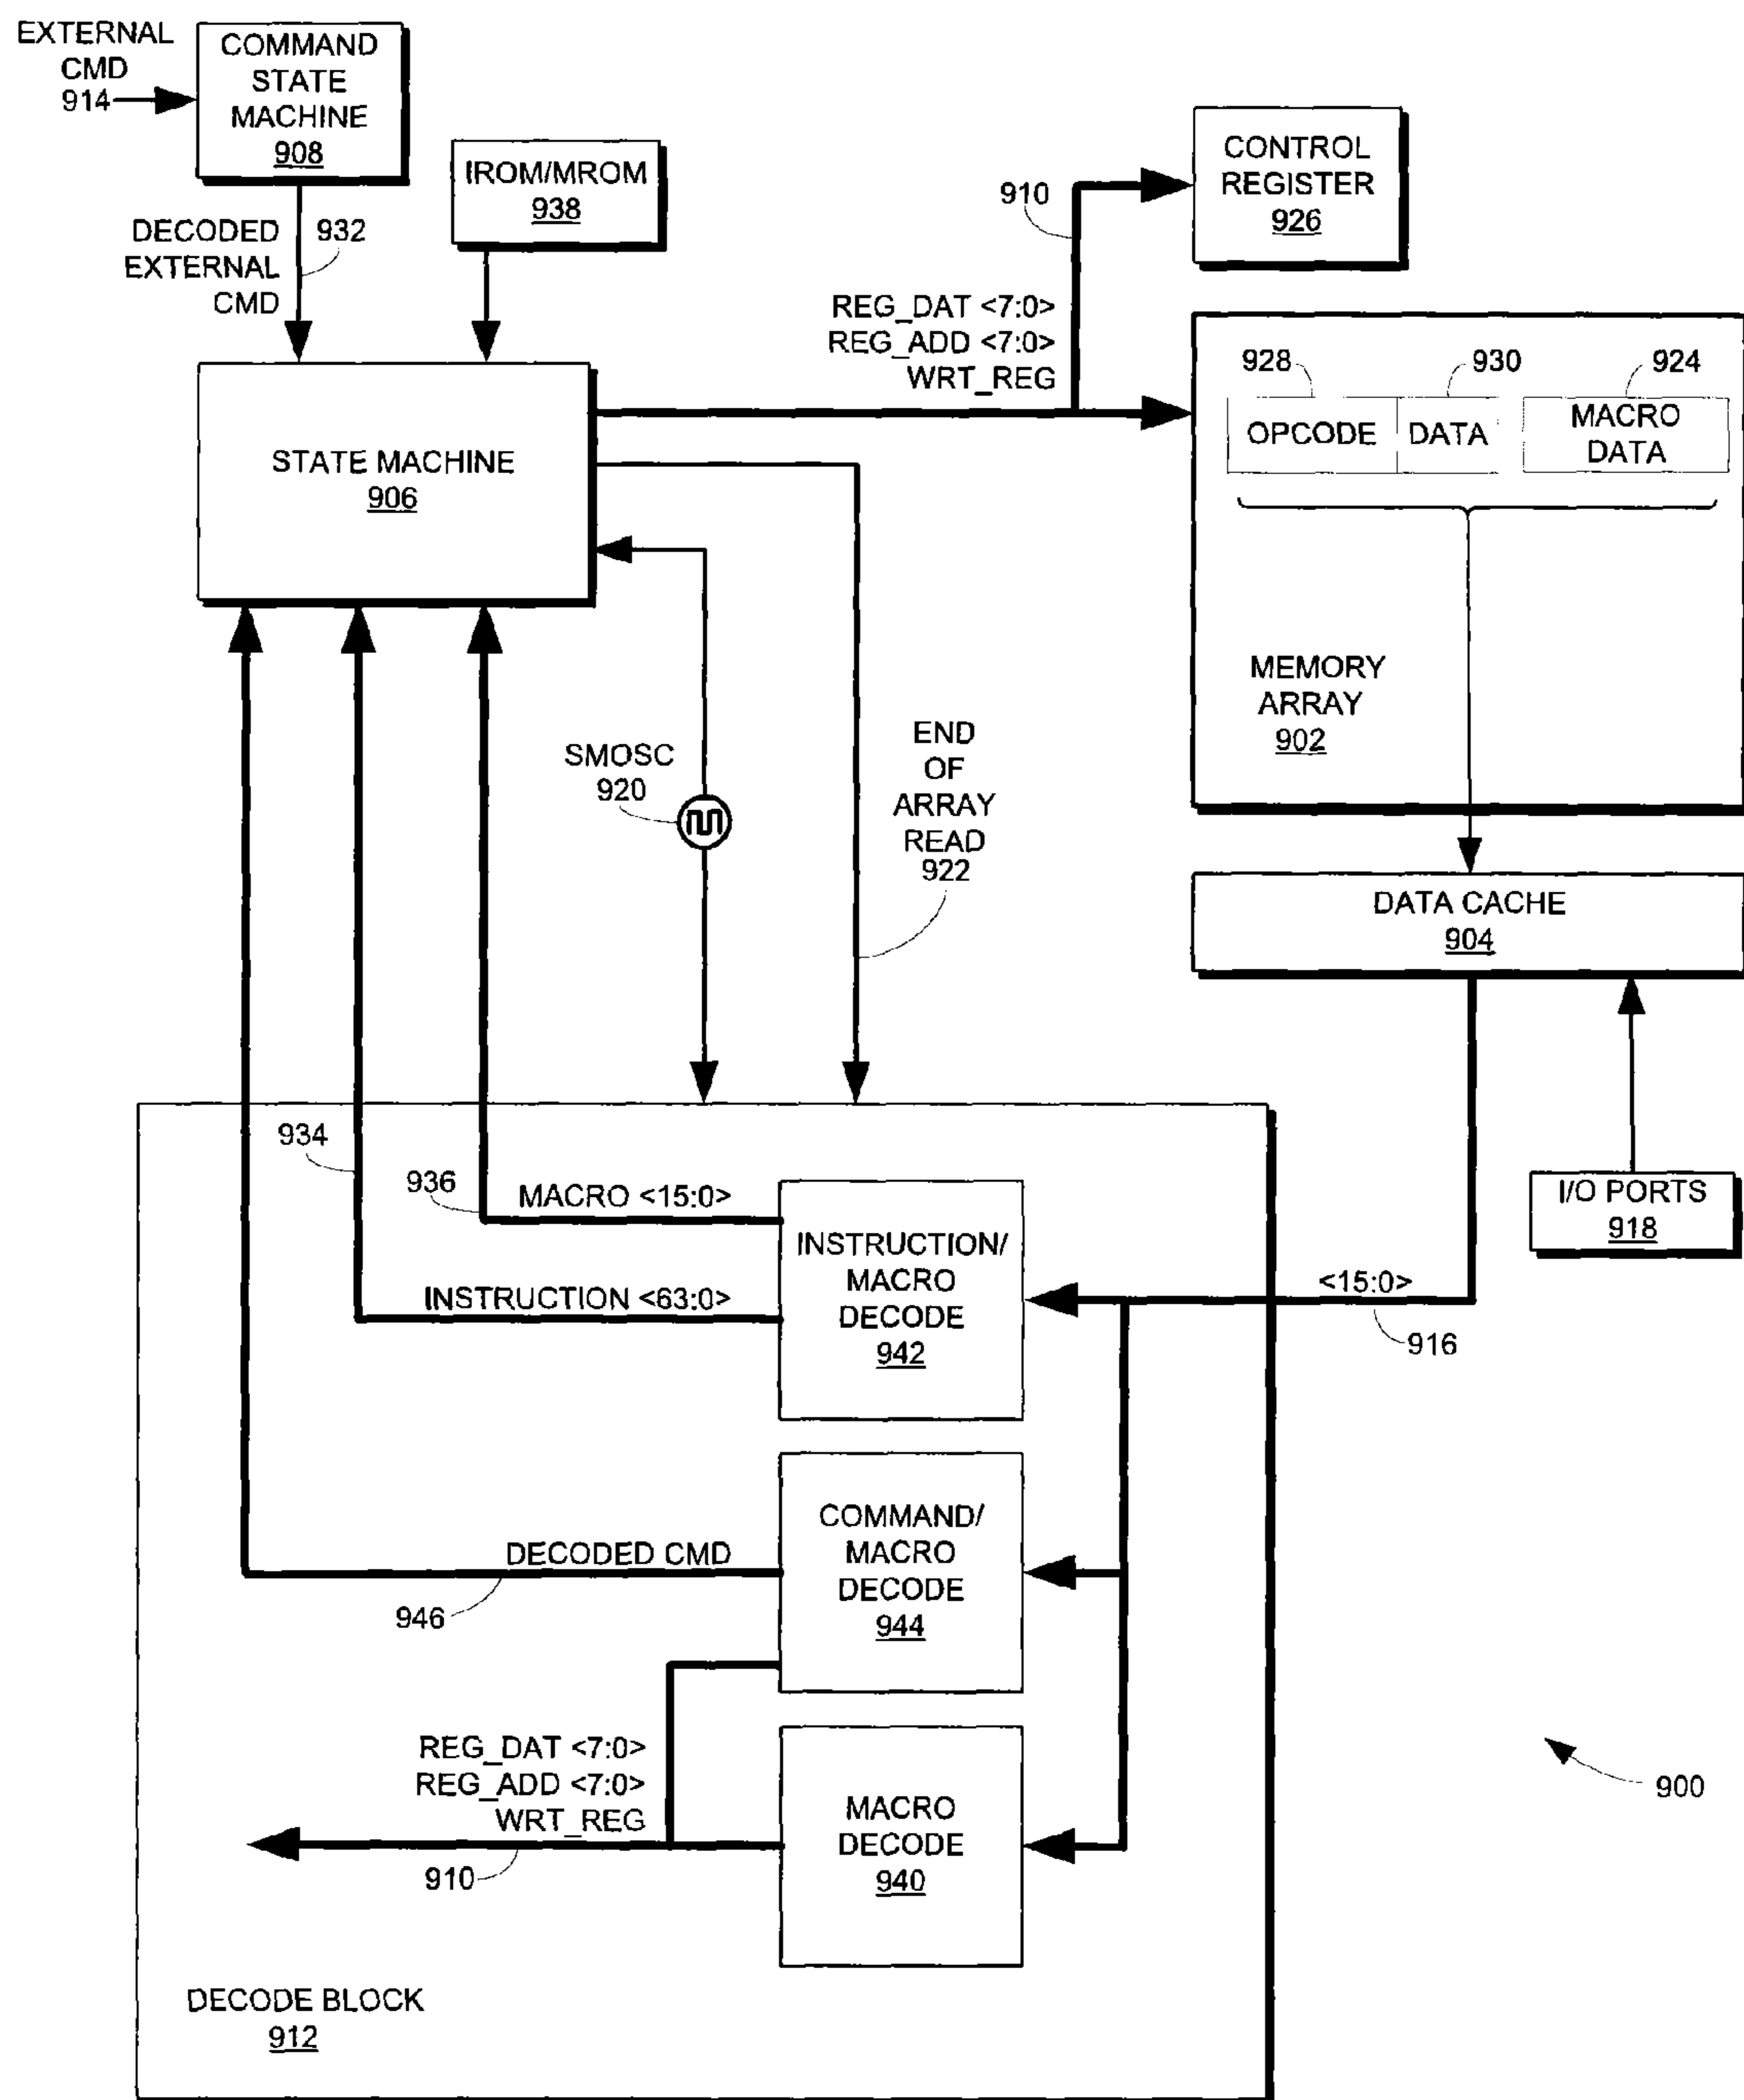 EXTERNAL
CMD
914
COMMAND
STATE
MACHINE
908
IROM/MROM
938
DECODED
EXTERNAL
CMD
932
CONTROL
REGISTER
926
910
REG_DAT <7:0>
REG_ADD <7:0>
WRT_REG
STATE MACHINE
906
928
930
924
OPCODE
DATA
MACRO
DATA
MEMORY
ARRAY
902
SMOSC
920
END
OF
ARRAY
READ
922
DATA CACHE
904
I/O PORTS
918
934
936
MACRO <15:0>
INSTRUCTION <63:0>
INSTRUCTION/
MACRO
DECODE
942
<15:0>
916
COMMAND/
MACRO
DECODE
944
DECODED CMD
946
REG_DAT <7:0>
REG_ADD <7:0>
WRT_REG
910
MACRO
DECODE
940
900
DECODE BLOCK
912